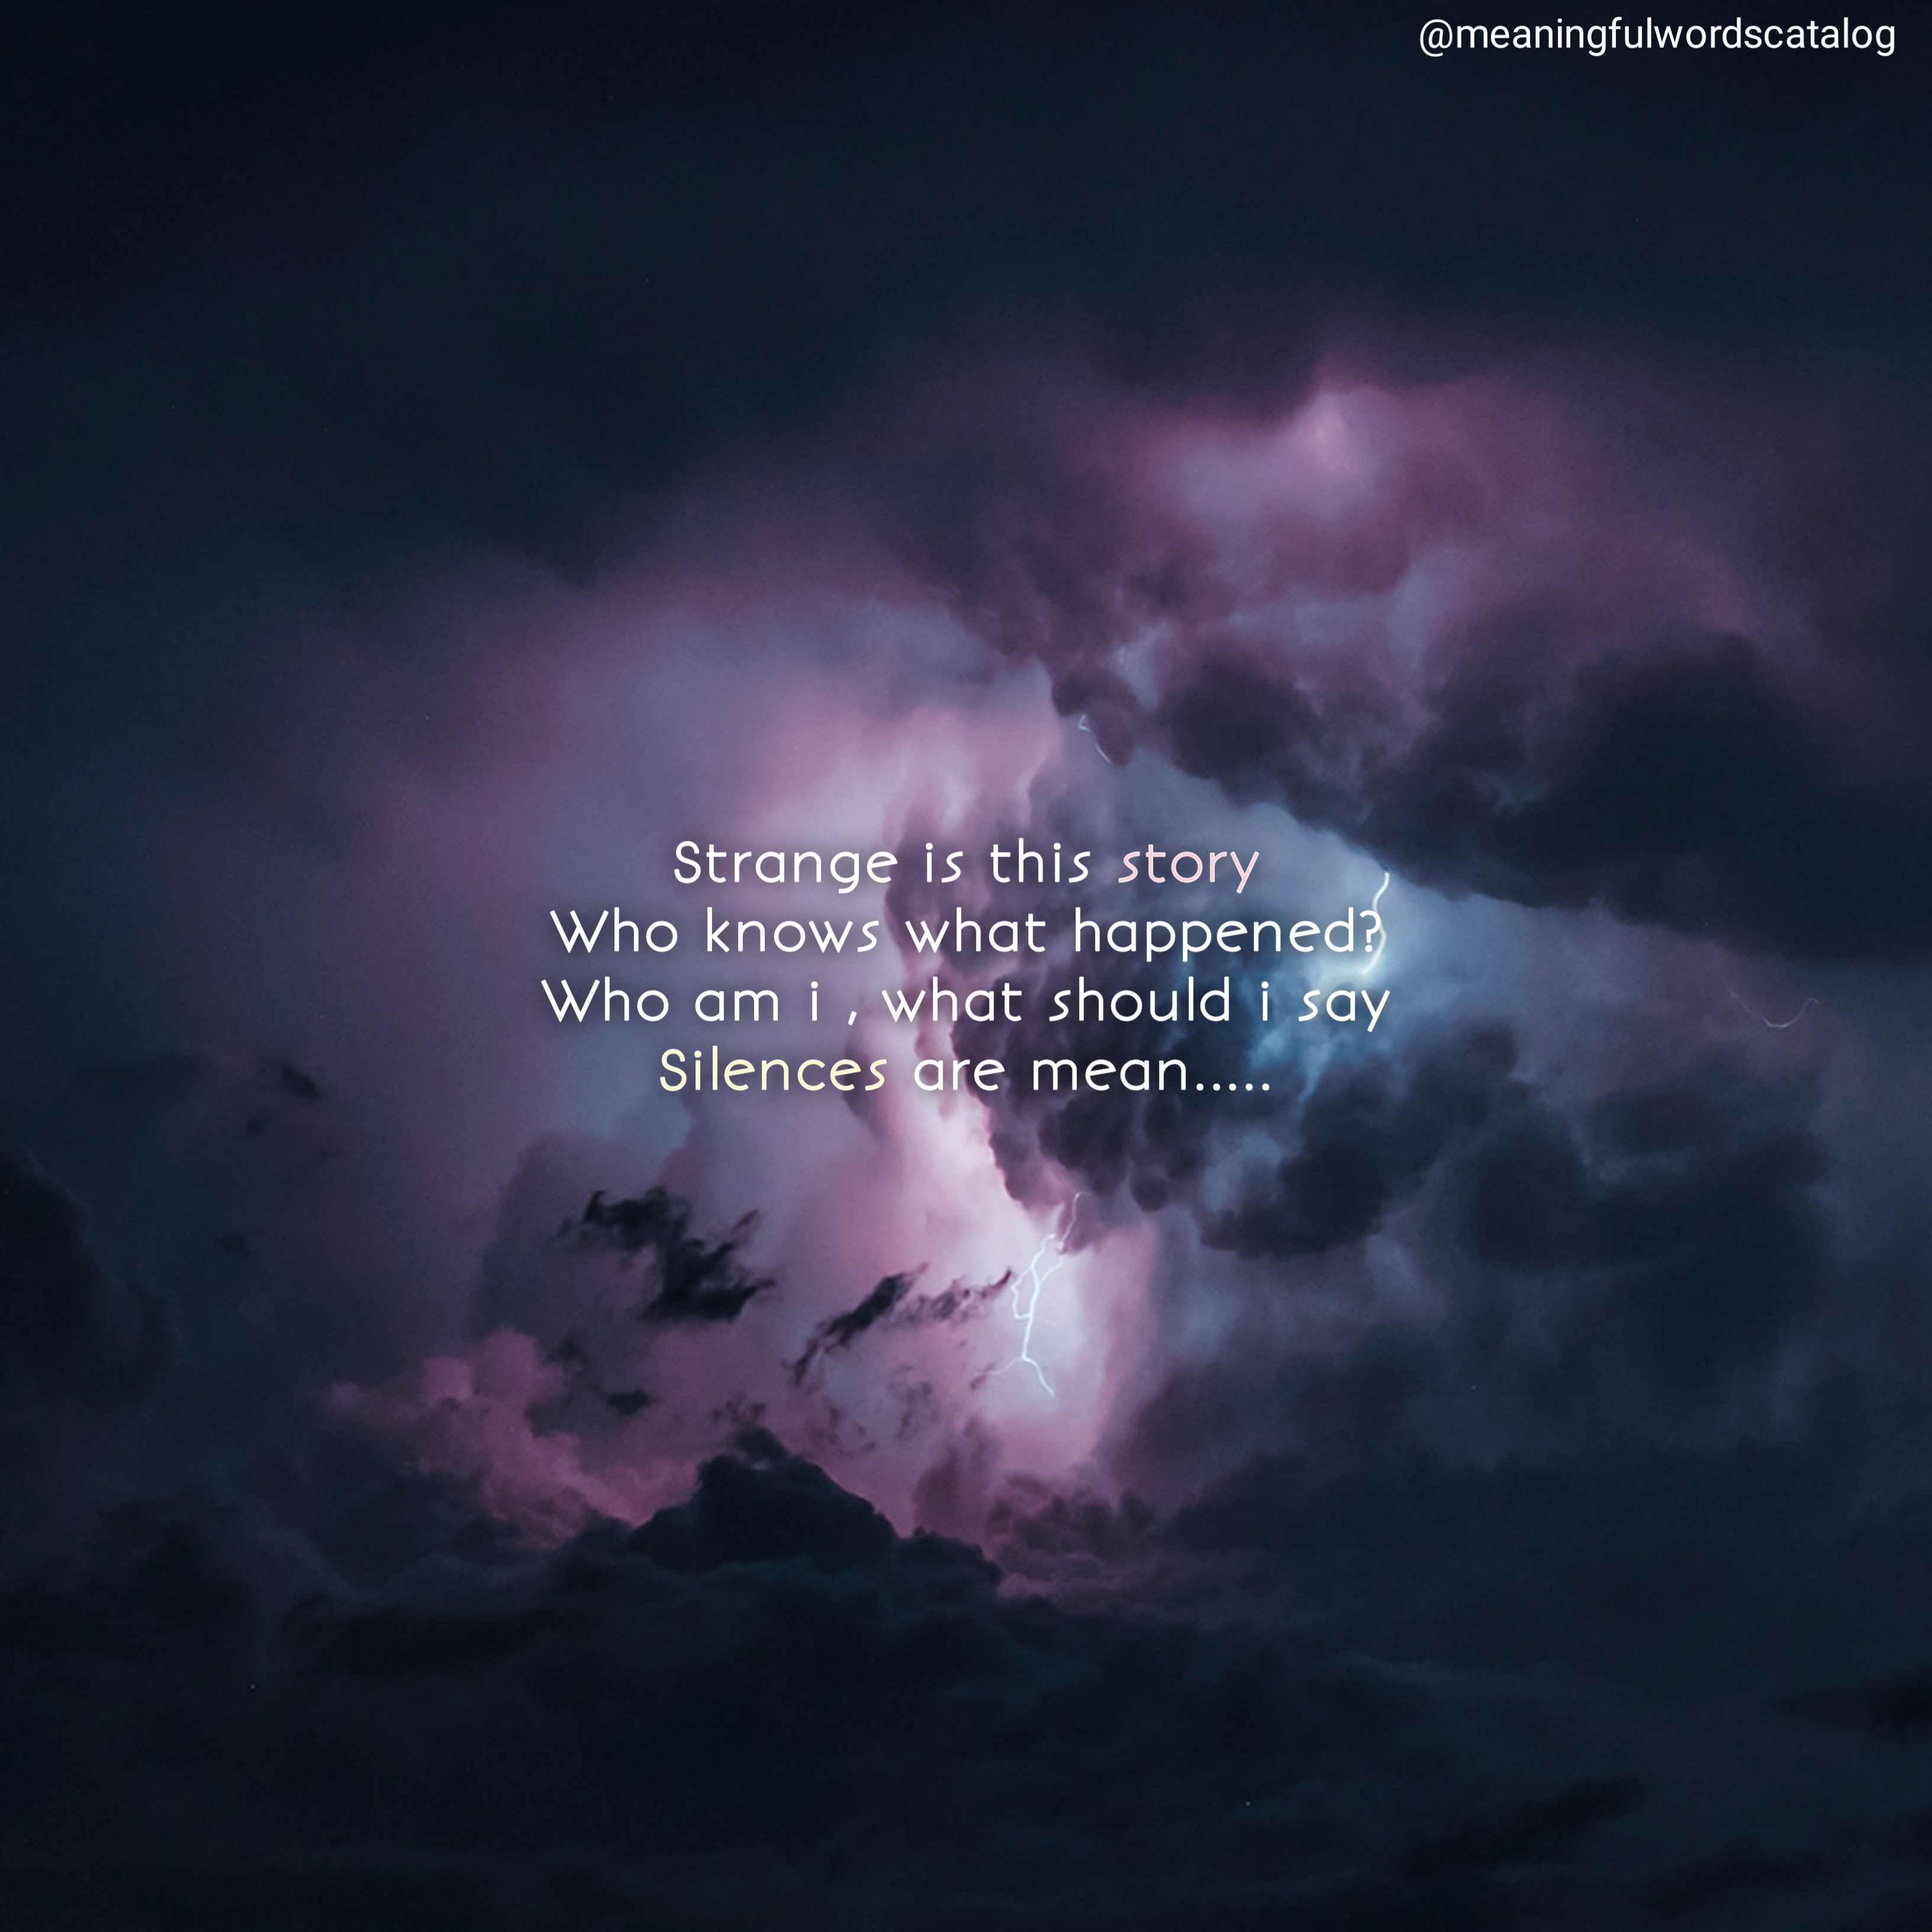 @meaningfulwordscatalog
Strange is this story
Who knows what happened?
Who am i , what should i say
Silences are mean.....